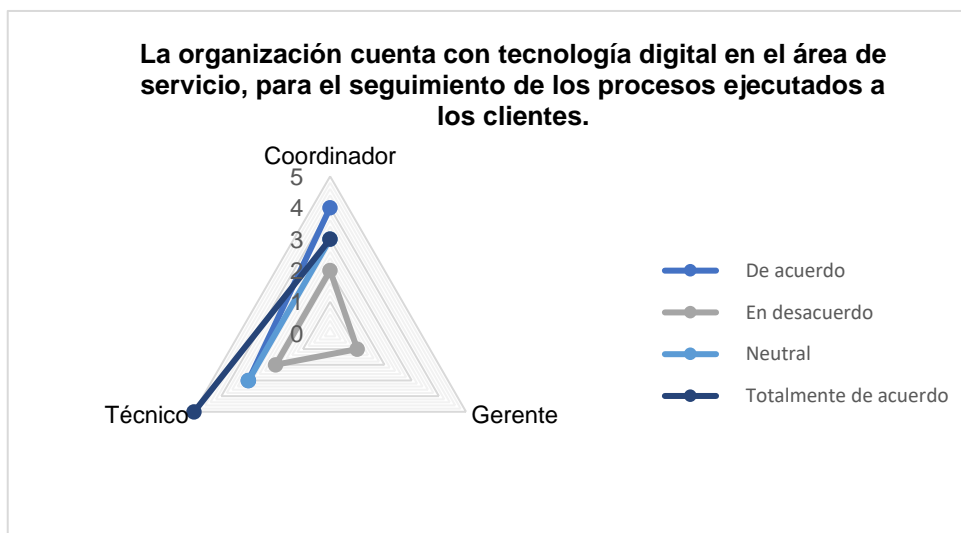 La organización cuenta con tecnología digital en el área de
servicio, para el seguimiento de los procesos ejecutados a
los clientes.
Coordinador
5
4
3
2
1
0
Técnico
Gerente
De acuerdo
En desacuerdo
Neutral
Totalmente de acuerdo